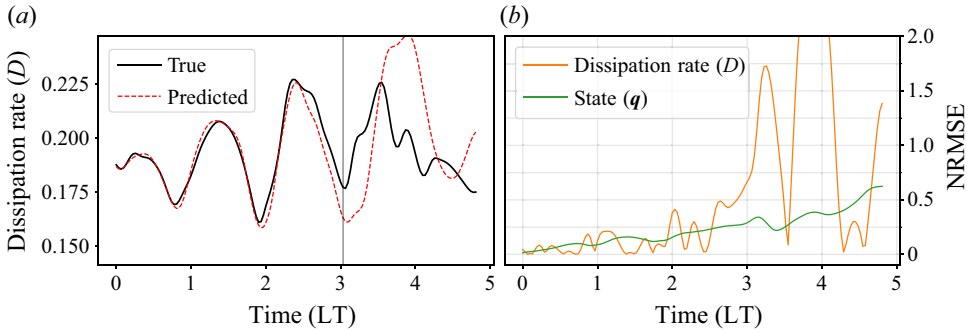 (a)
Dissipation rate (D)
0.225
0.200
0.175
0.150
True
Predicted
0 1 2 3 4 5
Time (LT)
(b)
Dissipation rate (D)
State (q)
2.0
1.5
1.0
0.5
0
NRMSE
0 1 2 3 4 5
Time (LT)